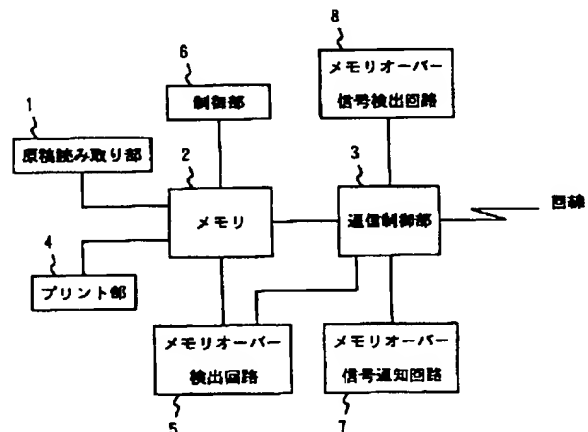 8
メモリオーバー
信号検出回路
6
制御部
1
原稿読み取り部
2
メモリ
3
通信制御部
回線
4
プリント部
メモリオーバー
検出回路
5
メモリオーバー
信号通知回路
7